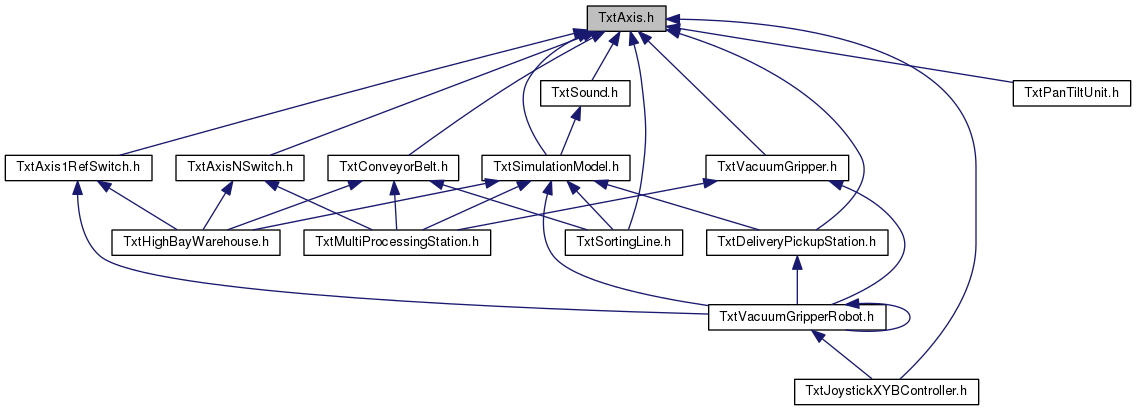 TxtAxis.h
TxtSound.h
TxtPanTiltUnit.h
TxtAxis1RefSwitch.h
TxtAxisNSwitch.h
TxtConveyorBelt.h
TxtSimulationModel.h
TxtVacuumGripper.h
TxtHighBayWarehouse.h
TxtMultiProcessingStation.h
TxtSortingLine.h
TxtDeliveryPickupStation.h
TxtVacuumGripperRobot.h
TxtJoystickXYBController.h